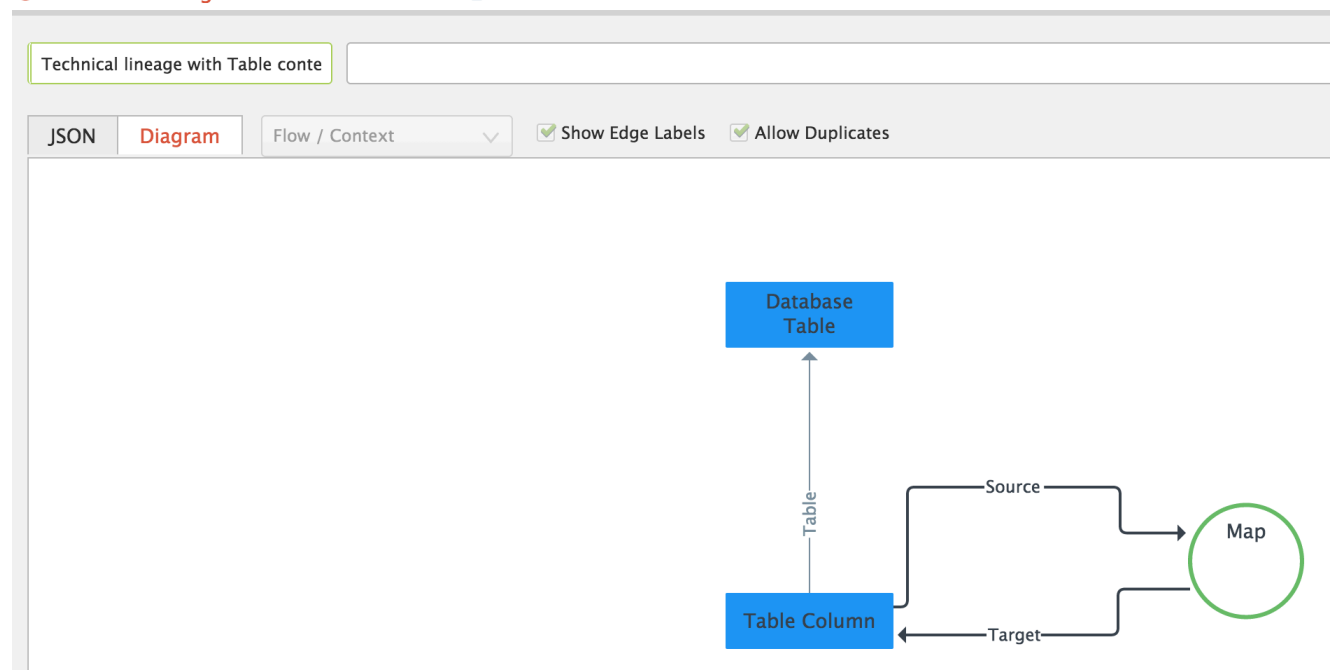 Technical lineage with Table conte
JSON
Diagram
Flow / Context
Show Edge Labels
Allow Duplicates
Database
Table
Table
Source
Map
Table Column
Target